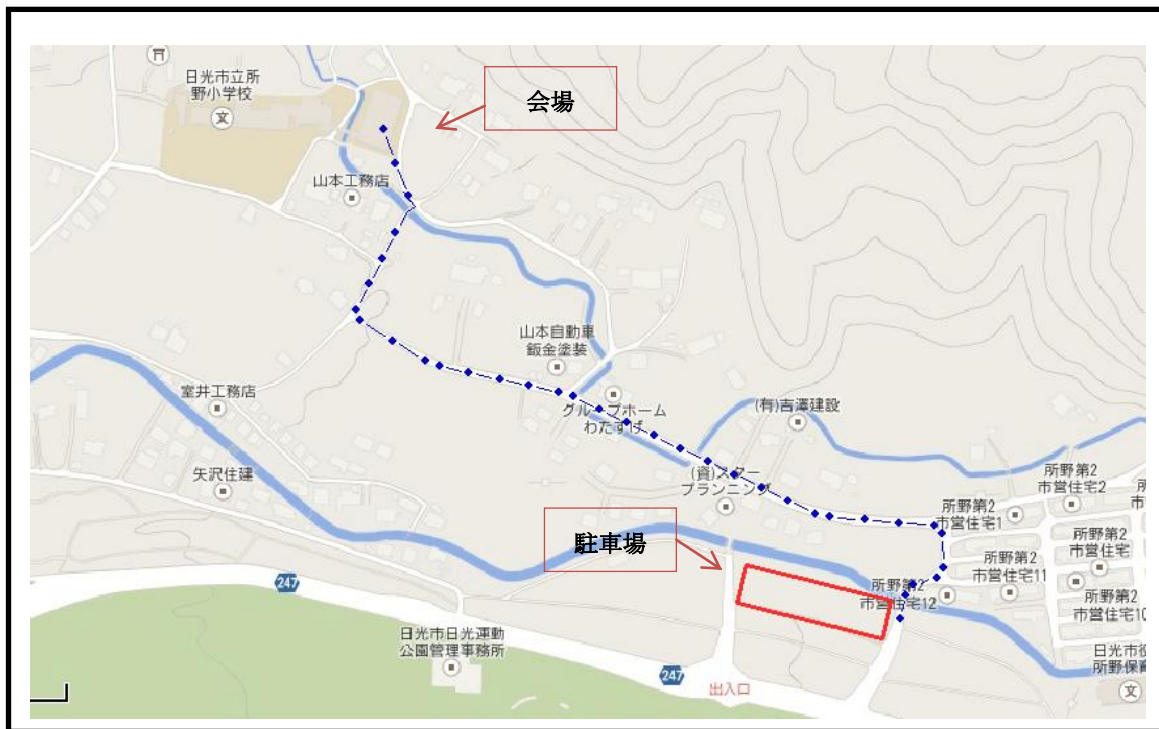 日光市立所
野小学校
会場
山本工務店
山本自動車
鈑金塗装
室井工務店
グループホーム
わたすげ
(有)吉澤建設
矢沢住建
(資)スター
プランニング
所野第2
市営住宅2
所野第2
市営住宅1
所
市
駐車場
所野第2
市営住宅
所野第2
市営住宅11
所野第2
市営住宅12
所野第2
市営住宅10
247
日光市日光運動
公園管理事務所
247
出入口
日光市役
所野保育